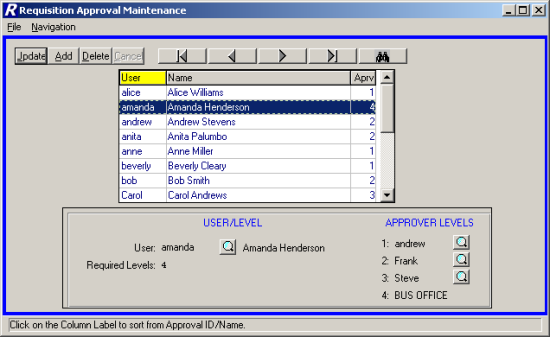 R Requisition Approval Maintenance
File Navigation
Update Add Delete Cancel
User Name Aprv
alice Alice Williams 1
amanda Amanda Henderson 4
andrew Andrew Stevens 2
anita Anita Palumbo 2
anne Anne Miller 1
beverly Beverly Cleary 1
bob Bob Smith 2
Carol Carol Andrews 3
USER/LEVEL APPROVER LEVELS
User: amanda Amanda Henderson 1: andrew
Required Levels: 4 2: Frank
3: Steve
4: BUS OFFICE
Click on the Column Label to sort from Approval ID/Name.